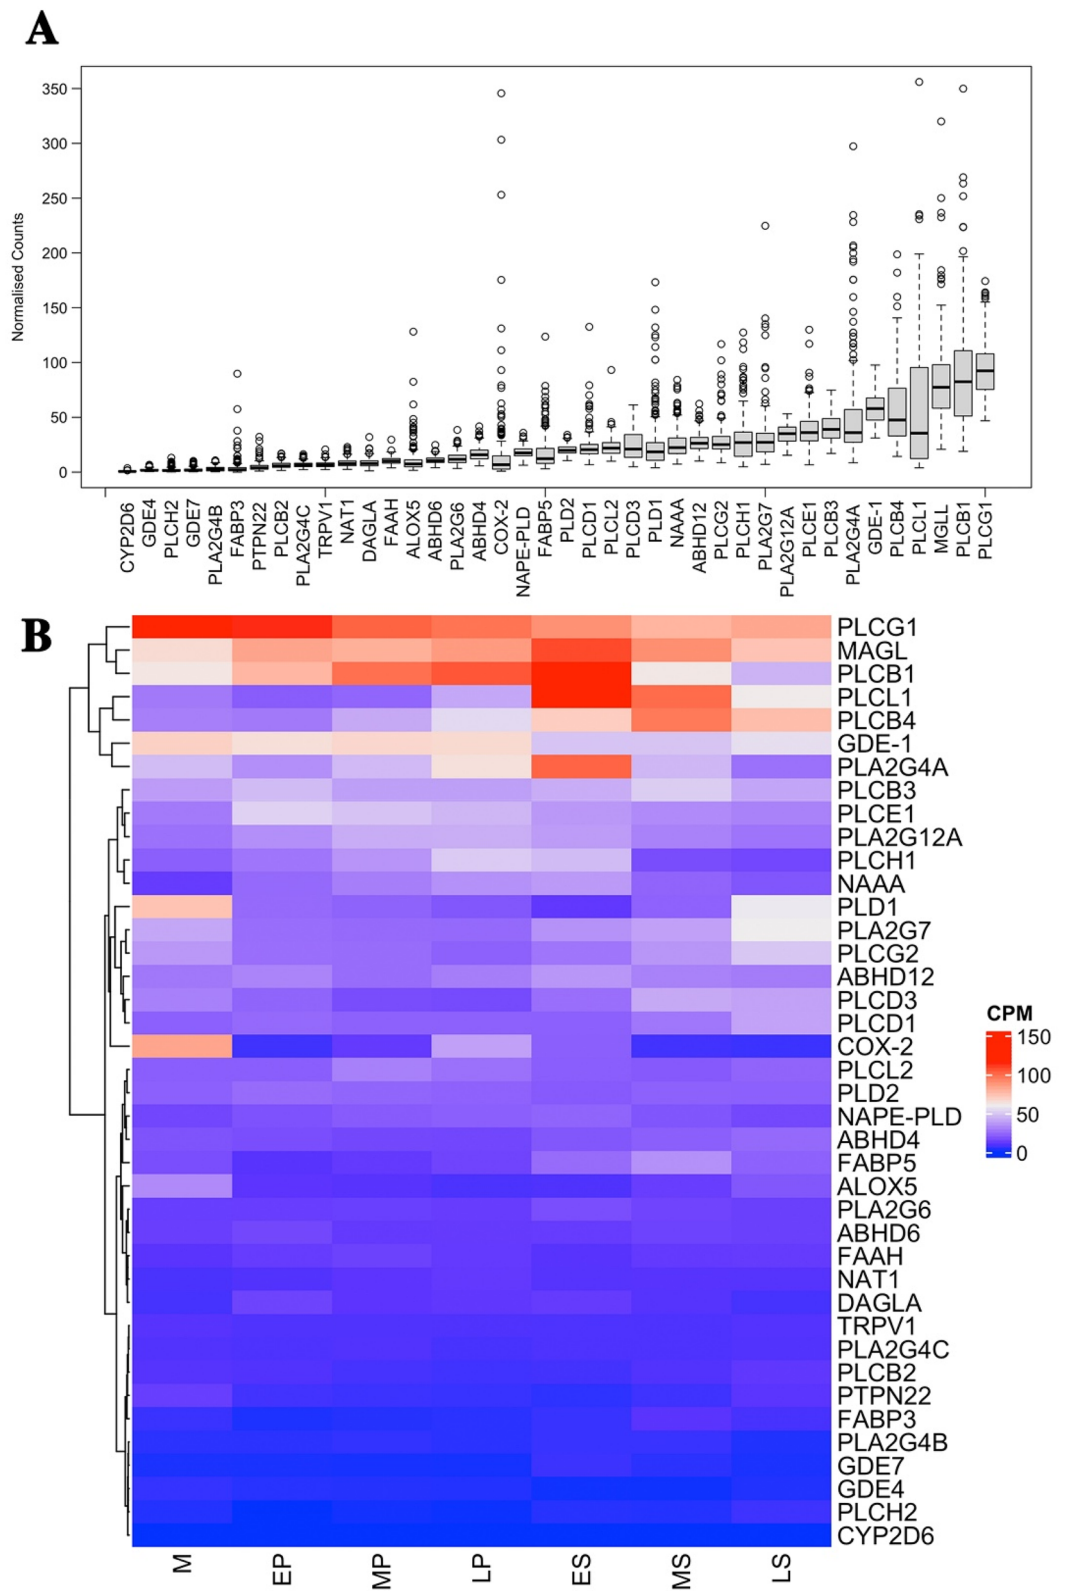 A
Normalised Counts
350
300
250
200
150
100
50
0
CYP2D6
GDE4
PLCH2
GDE7
PLA2G4B
FABP3
PTPN22
PLCB2
PLA2G4C
TRPV1
NAT1
DAGLA
FAAH
ALOX5
ABHD6
PLA2G6
ABHD4
COX-2
NAPE-PLD
FABP5
PLD2
PLCD1
PLCL2
PLCD3
PLD1
NAAA
ABHD12
PLCG2
PLCH1
PLA2G7
PLA2G12A
PLCE1
PLCB3
PLA2G4A
GDE-1
PLCB4
PLCL1
MGLL
PLCB1
PLCG1
B
PLCG1
MAGL
PLCB1
PLCL1
PLCB4
GDE-1
PLA2G4A
PLCB3
PLCE1
PLA2G12A
PLCH1
NAAA
PLD1
PLA2G7
PLCG2
ABHD12
PLCD3
PLCD1
COX-2
PLCL2
PLD2
NAPE-PLD
ABHD4
FABP5
ALOX5
PLA2G6
ABHD6
FAAH
NAT1
DAGLA
TRPV1
PLA2G4C
PLCB2
PTPN22
FABP3
PLA2G4B
GDE7
GDE4
PLCH2
CYP2D6
CPM
150
100
50
0
M
EP
MP
LP
ES
MS
LS